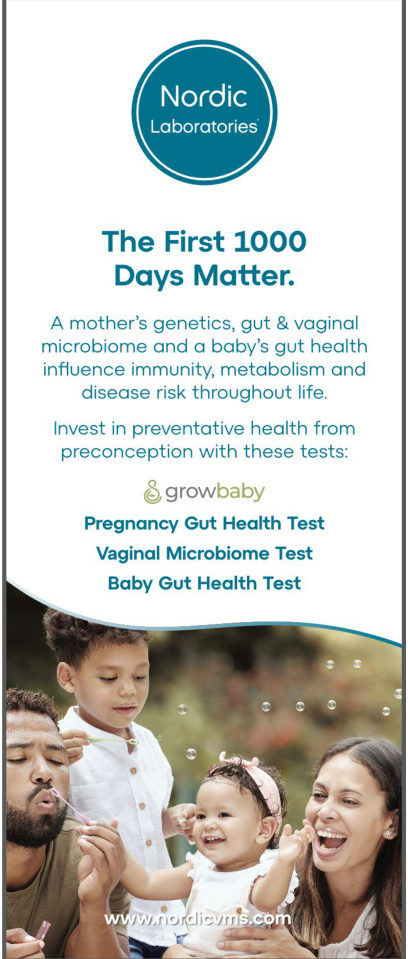 Nordic
Laboratories
The First 1000
Days Matter.
A mother's genetics, gut & vaginal
microbiome and a baby's gut health
influence immunity, metabolism and
disease risk throughout life.
Invest in preventative health from
preconception with these tests:
growbaby
Pregnancy Gut Health Test
Vaginal Microbiome Test
Baby Gut Health Test
www.nordicvms.com